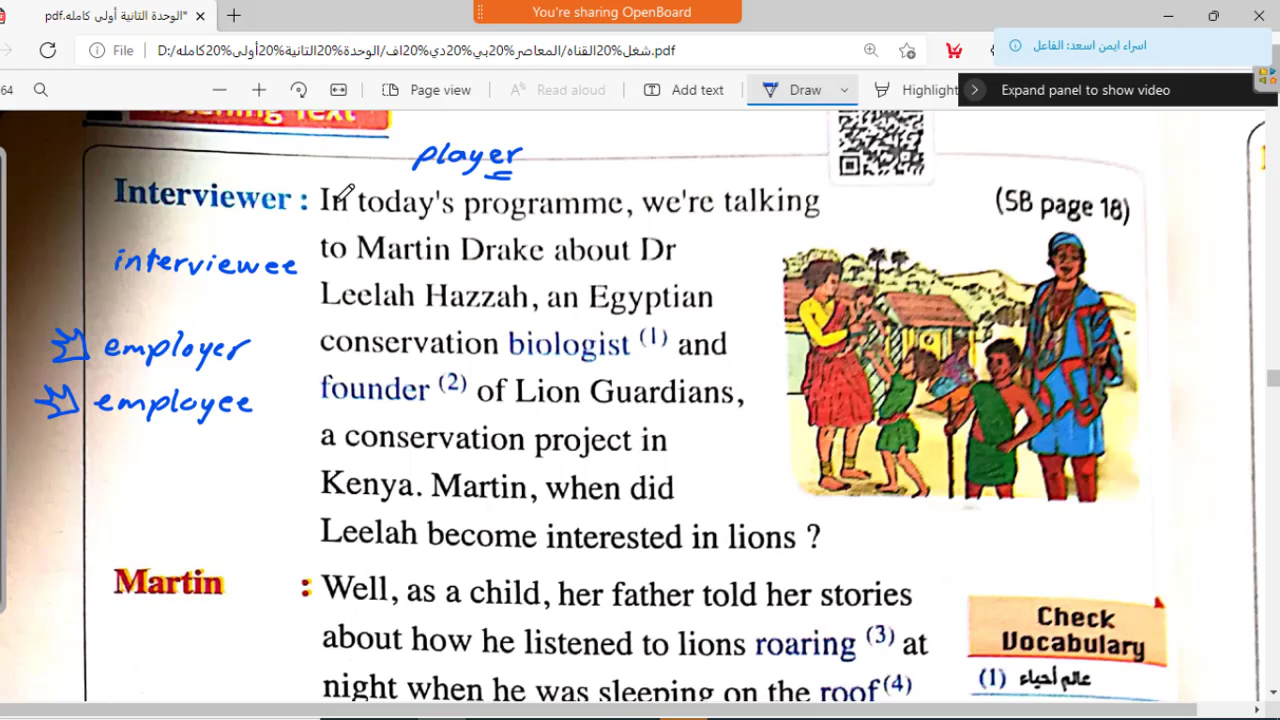 الوحدة الثانية أولى كامله.pdf*
You're sharing OpenBoard
File
D:/شغل%20القناه/المعاصر%20بي%20دي%20اف/الوحدة%20الثانية%20أولى%20كامله.pdf
اسراء ايمن اسعد: الفاعل
64
Page view
Read aloud
Add text
Draw
Highlight
Expand panel to show video
Listening Text
player
Interviewer : In today's programme, we're talking
(SB page 18)
interviewee
to Martin Drake about Dr
Leelah Hazzah, an Egyptian
employer
conservation biologist (1) and
employee
founder (2) of Lion Guardians,
a conservation project in
Kenya. Martin, when did
Leelah become interested in lions ?
Martin : Well, as a child, her father told her stories
about how he listened to lions roaring (3) at
night when he was sleeping on the roof(4)
Check
Vocabulary
(1) عالم أحياء